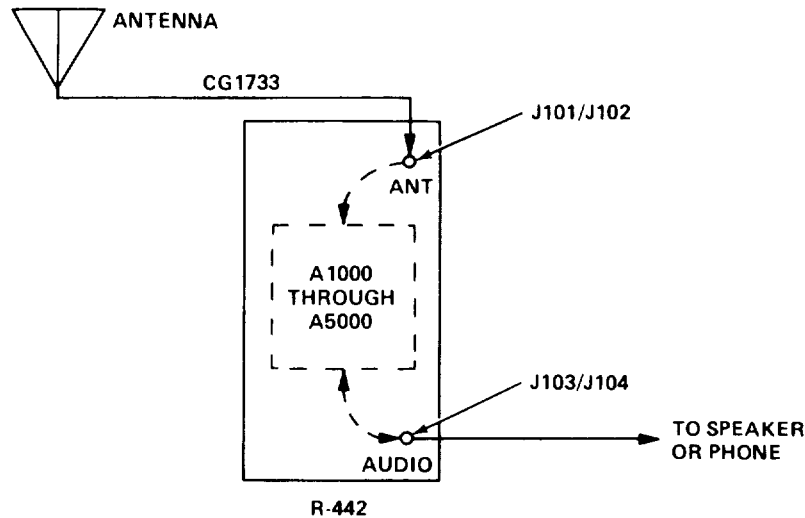 ANTENNA
CG1733
J101/J102
ANT
A1000
THROUGH
A5000
J103/J104
TO SPEAKER
OR PHONE
AUDIO
R-442